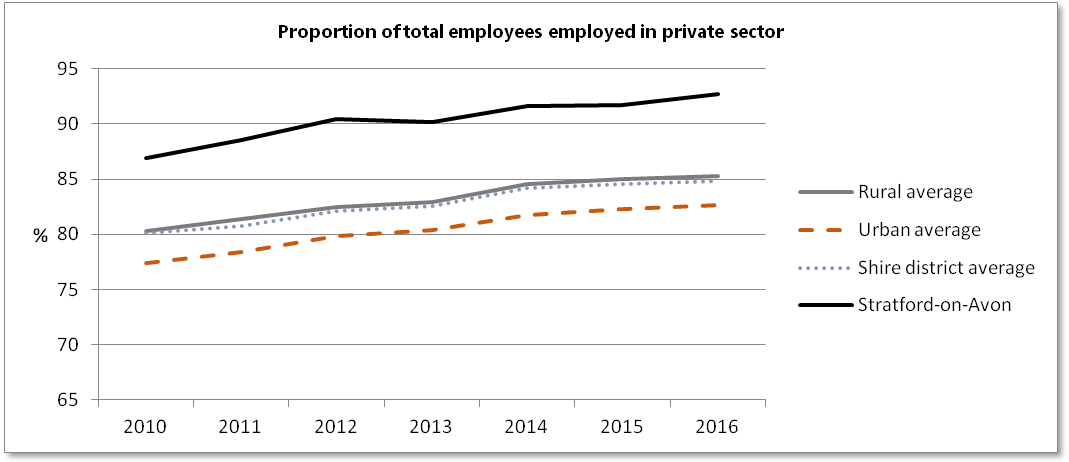 Proportion of total employees employed in private sector
95
90
85
80
75
70
65
%
2010 2011 2012 2013 2014 2015 2016
Rural average
Urban average
Shire district average
Stratford-on-Avon